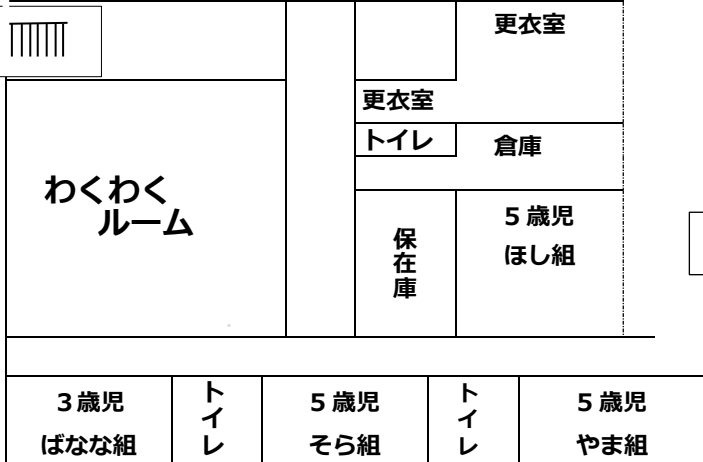 更衣室
更衣室
トイレ
倉庫
わくわく
ルーム
保在庫
5歳児
ほし組
3歳児
ばなな組
トイレ
5歳児
そら組
トイレ
5歳児
やま組